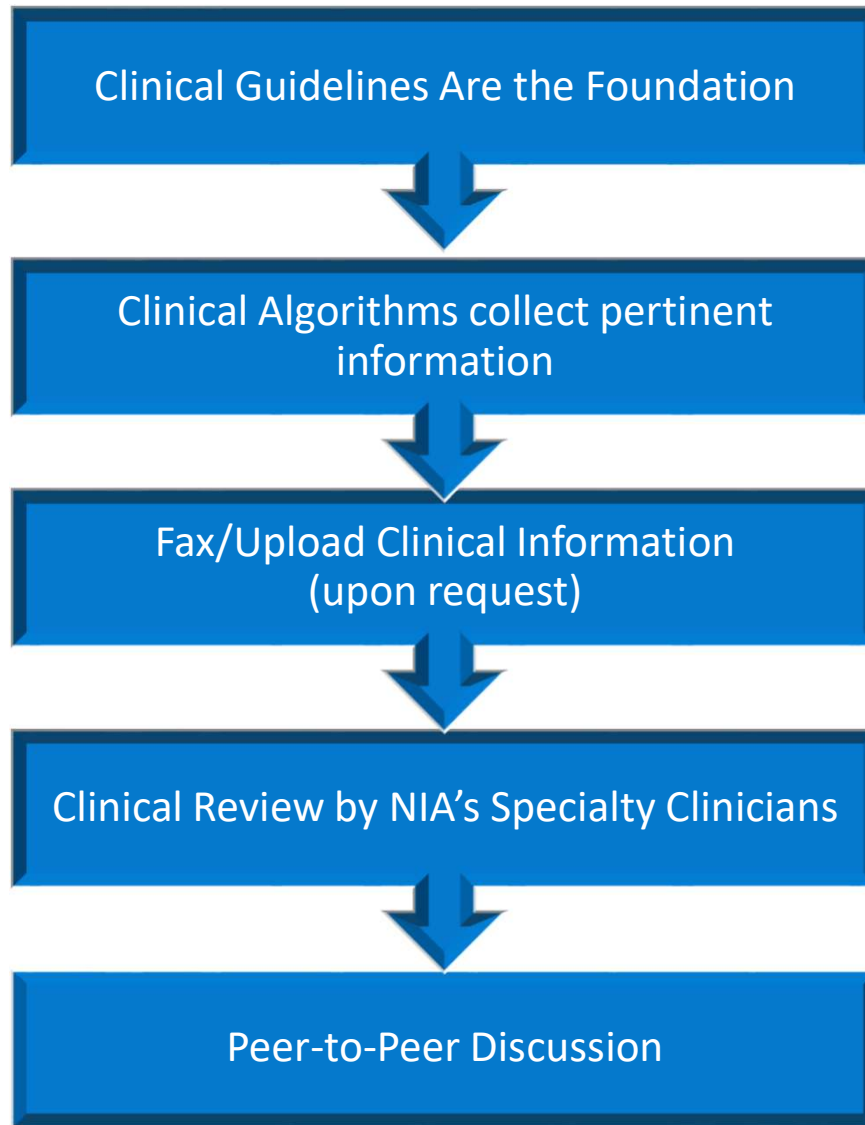 Clinical Guidelines Are the Foundation
Clinical Algorithms collect pertinent
information
Fax/Upload Clinical Information
(upon request)
Clinical Review by NIA’s Specialty Clinicians
Peer-to-Peer Discussion